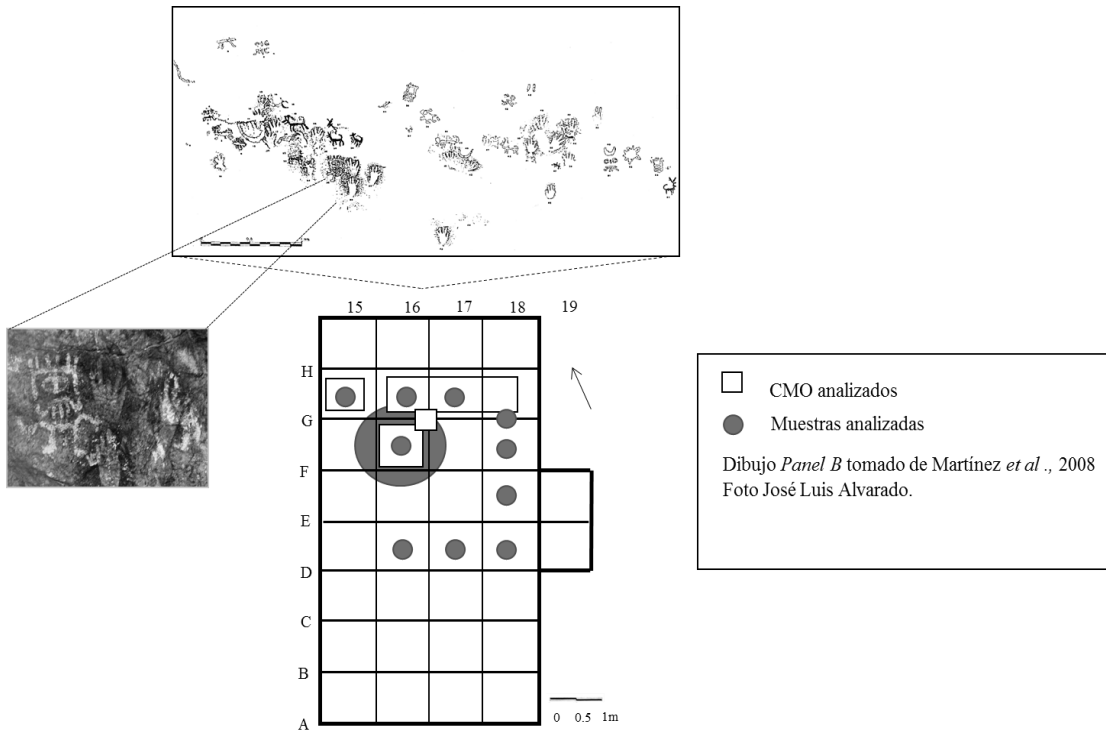 15 16 17 18 19
H
G
F
E
D
C
B
A
0 0.5 1m
CMO analizados
Muestras analizadas
Dibujo Panel B tomado de Martínez et al ., 2008
Foto José Luis Alvarado.